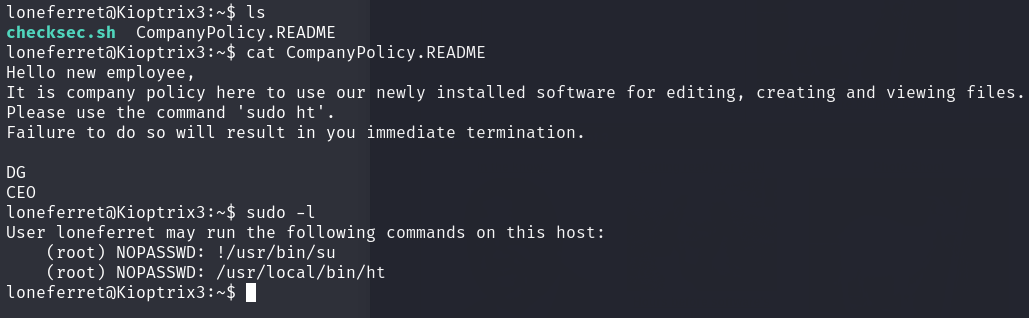 loneferret@Kioptrix3:~$ ls
checksec.sh  CompanyPolicy.README
loneferret@Kioptrix3:~$ cat CompanyPolicy.README
Hello new employee,
It is company policy here to use our newly installed software for editing, creating and viewing files.
Please use the command 'sudo ht'.
Failure to do so will result in you immediate termination.

DG
CEO
loneferret@Kioptrix3:~$ sudo -l
User loneferret may run the following commands on this host:
    (root) NOPASSWD: !/usr/bin/su
    (root) NOPASSWD: /usr/local/bin/ht
loneferret@Kioptrix3:~$